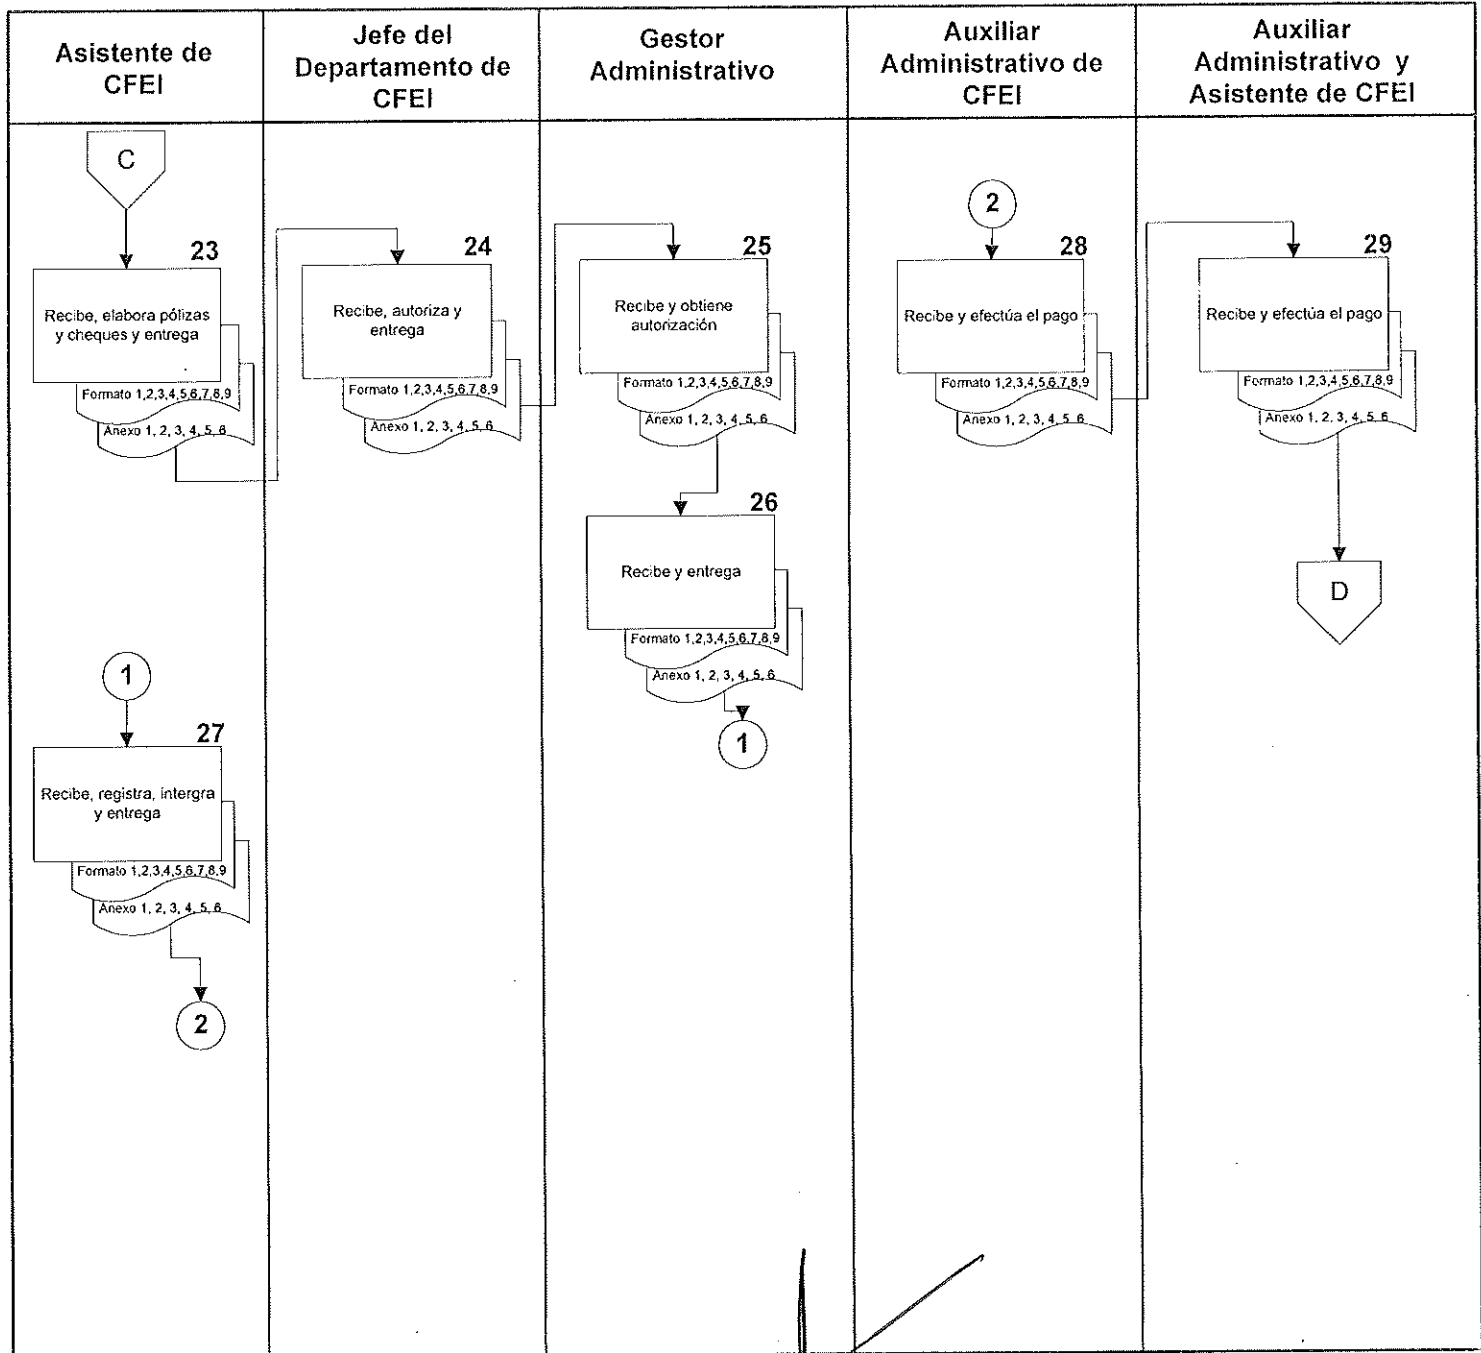 Asistente de
CFEI
Jefe del
Departamento de
CFEI
Gestor
Administrativo
Auxiliar
Administrativo de
CFEI
Auxiliar
Administrativo y
Asistente de CFEI
C
23
Recibe, elabora pólizas
y cheques y entrega
Formato 1,2,3,4,5,6,7,8,9
Anexo 1, 2, 3, 4, 5, 6
24
Recibe, autoriza y
entrega
Formato 1,2,3,4,5,6,7,8,9
Anexo 1, 2, 3, 4, 5, 6
25
Recibe y obtiene
autorización
Formato 1,2,3,4,5,6,7,8,9
Anexo 1, 2, 3, 4, 5, 6
2
28
Recibe y efectúa el pago
Formato 1,2,3,4,5,6,7,8,9
Anexo 1, 2, 3, 4, 5, 6
29
Recibe y efectúa el pago
Formato 1,2,3,4,5,6,7,8,9
Anexo 1, 2, 3, 4, 5, 6
26
Recibe y entrega
Formato 1,2,3,4,5,6,7,8,9
Anexo 1, 2, 3, 4, 5, 6
1
D
1
27
Recibe, registra, intergra
y entrega
Formato 1,2,3,4,5,6,7,8,9
Anexo 1, 2, 3, 4, 5, 6
2